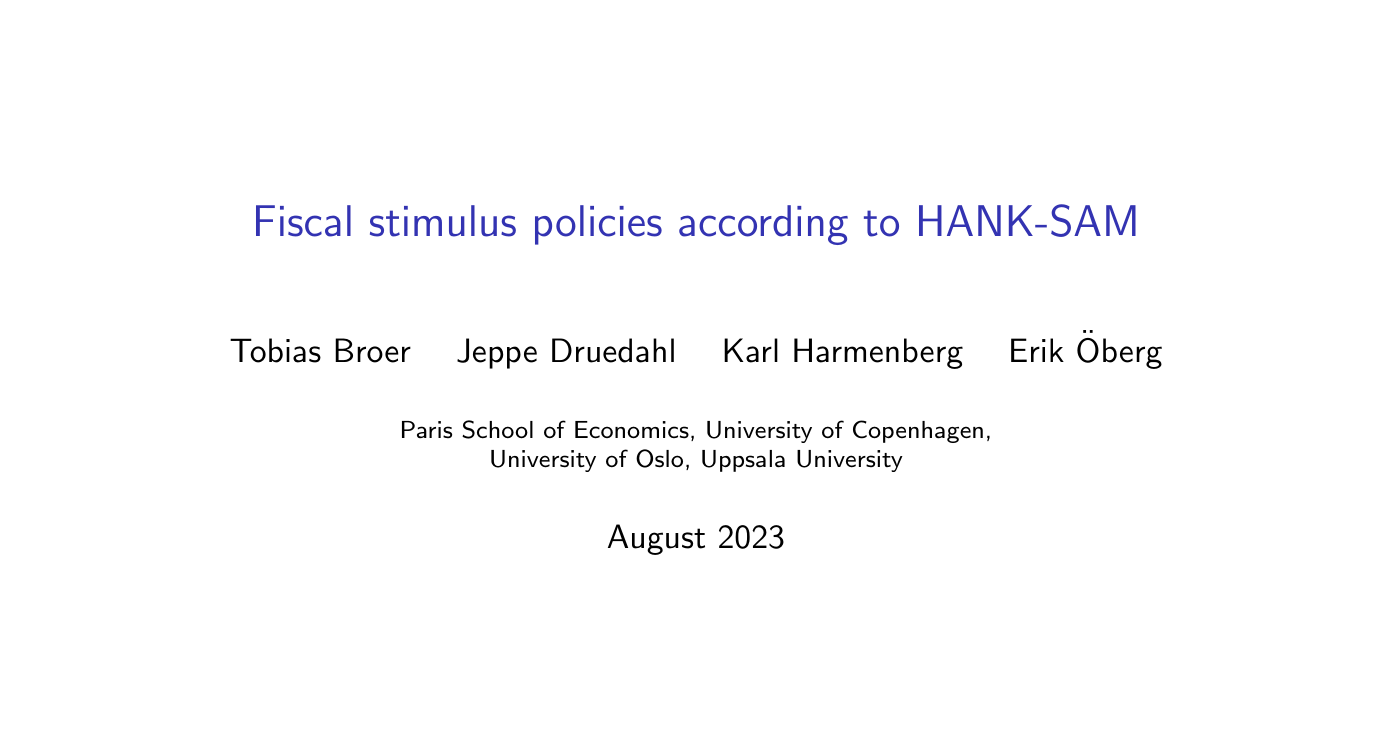 Fiscal stimulus policies according to HANK-SAM
Tobias Broer Jeppe Druedahl Karl Harmenberg Erik Öberg
Paris School of Economics, University of Copenhagen,
University of Oslo, Uppsala University
August 2023